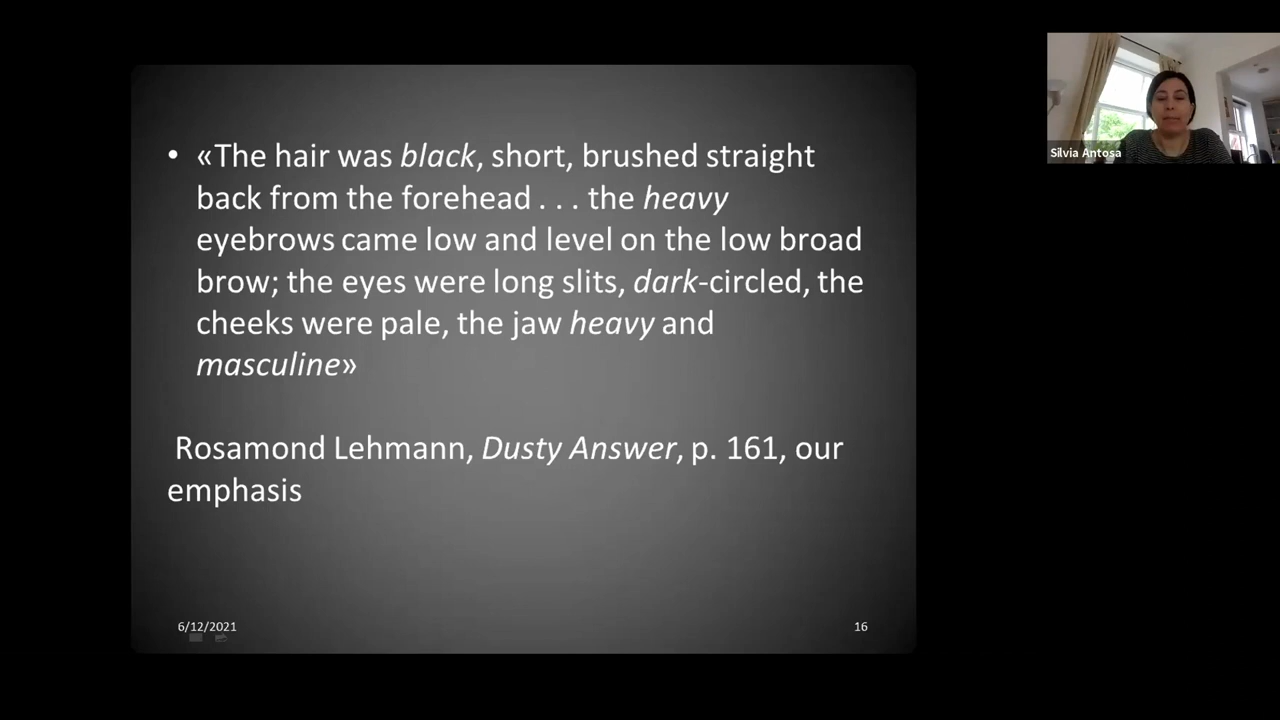 • «The hair was black, short, brushed straight
back from the forehead . . . the heavy
eyebrows came low and level on the low broad
brow; the eyes were long slits, dark-circled, the
cheeks were pale, the jaw heavy and
masculine»
Rosamond Lehmann, Dusty Answer, p. 161, our
emphasis
6/12/2021
16
Silvia Antosa